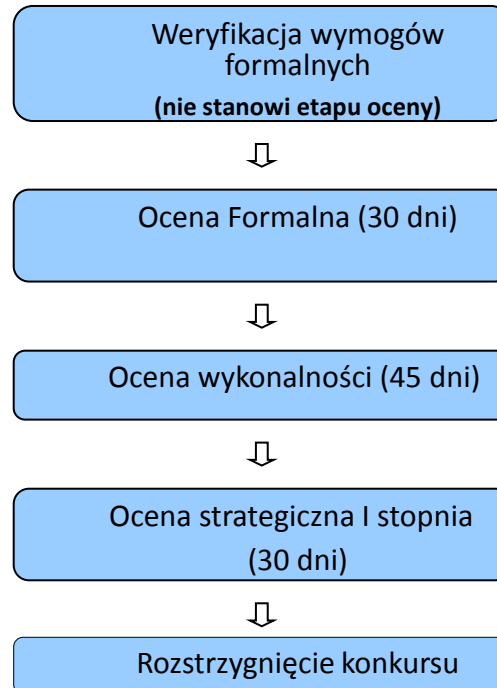 Weryfikacja wymogów
formalnych
(nie stanowi etapu oceny)
Ocena Formalna (30 dni)
Ocena wykonalności (45 dni)
Ocena strategiczna I stopnia
(30 dni)
Rozstrzygnięcie konkursu